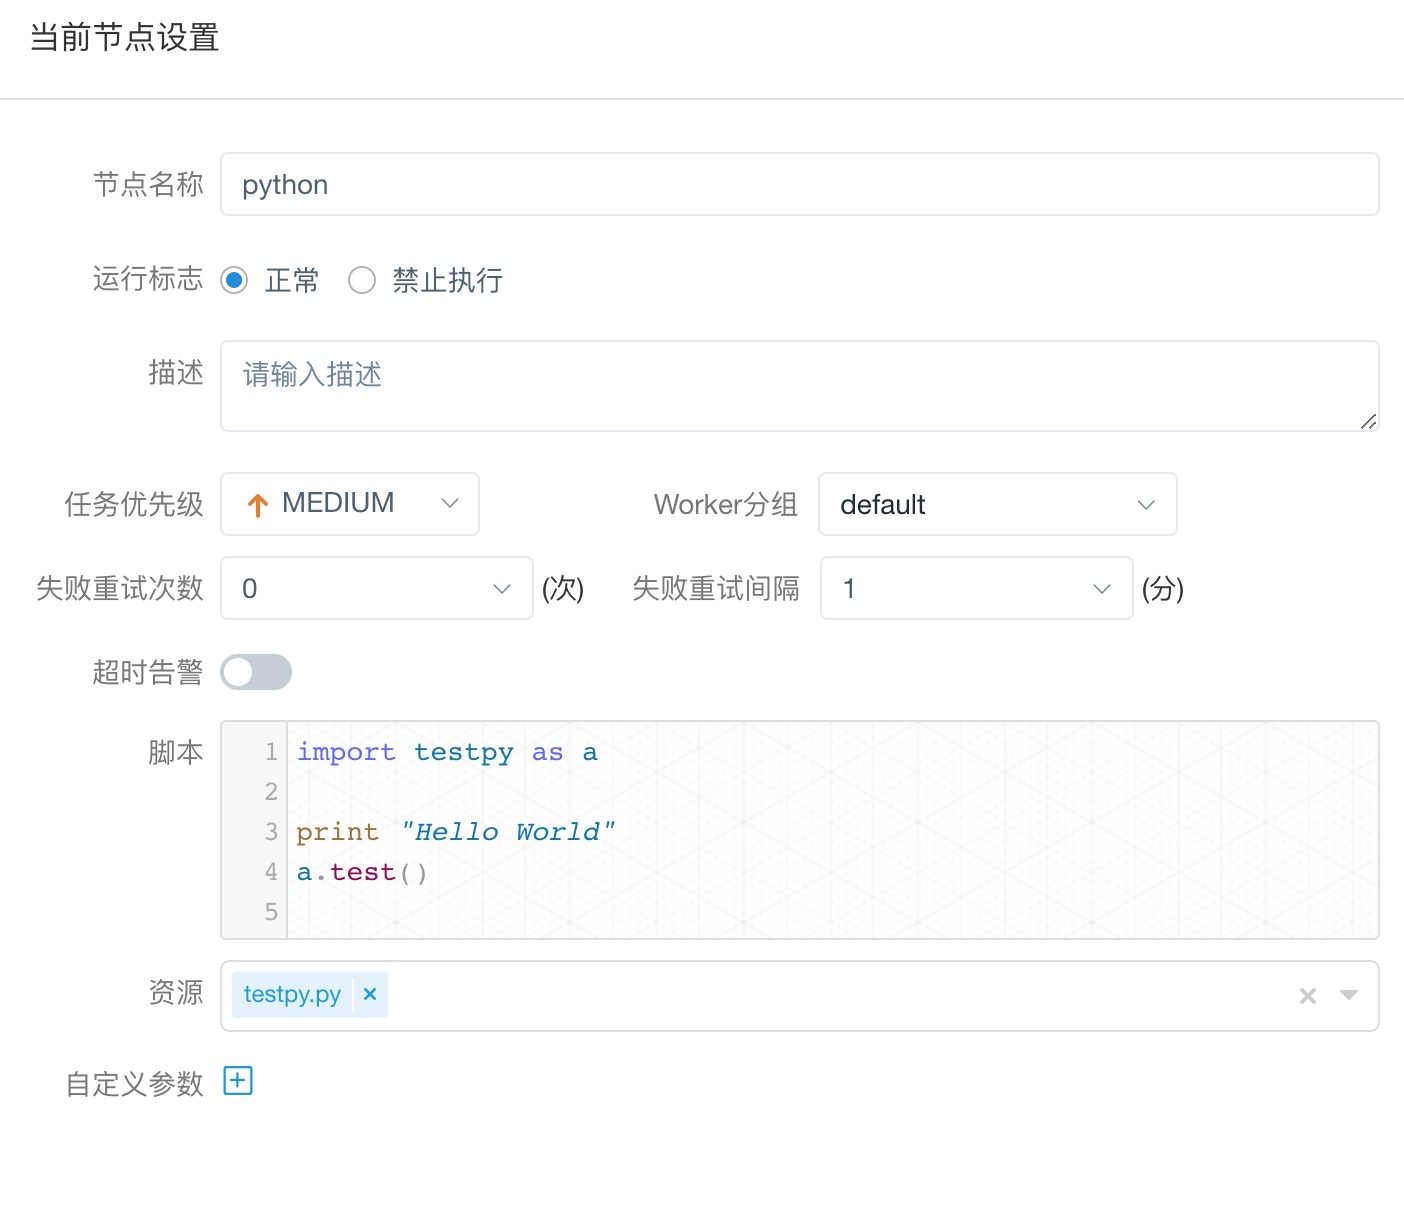 当前节点设置
节点名称 python
运行标志 正常 禁止执行
描述 请输入描述
任务优先级 MEDIUM Worker分组 default
失败重试次数 0 (次) 失败重试间隔 1 (分)
超时告警
脚本 1 import testpy as a
2
3 print "Hello World"
4 a.test()
5
资源 testpy.py
自定义参数